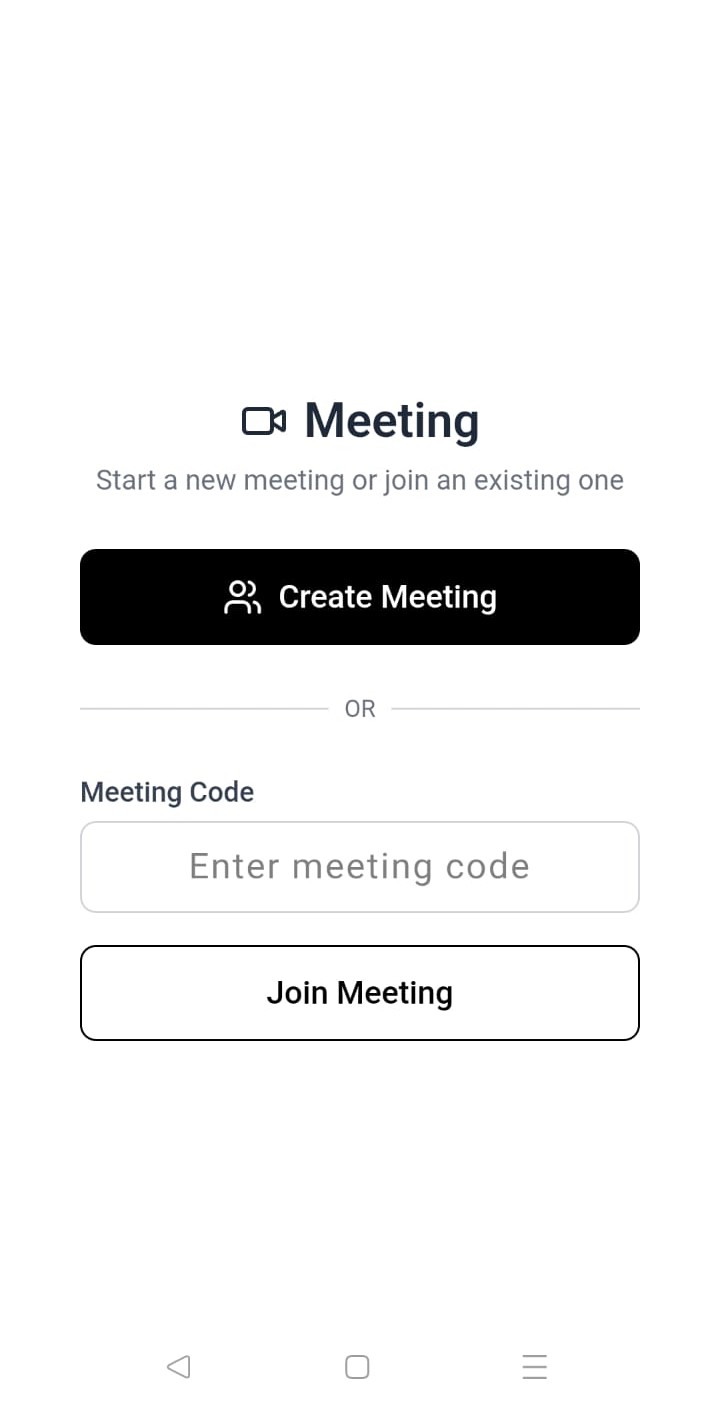 Meeting
Start a new meeting or join an existing one
Create Meeting
OR
Meeting Code
Enter meeting code
Join Meeting